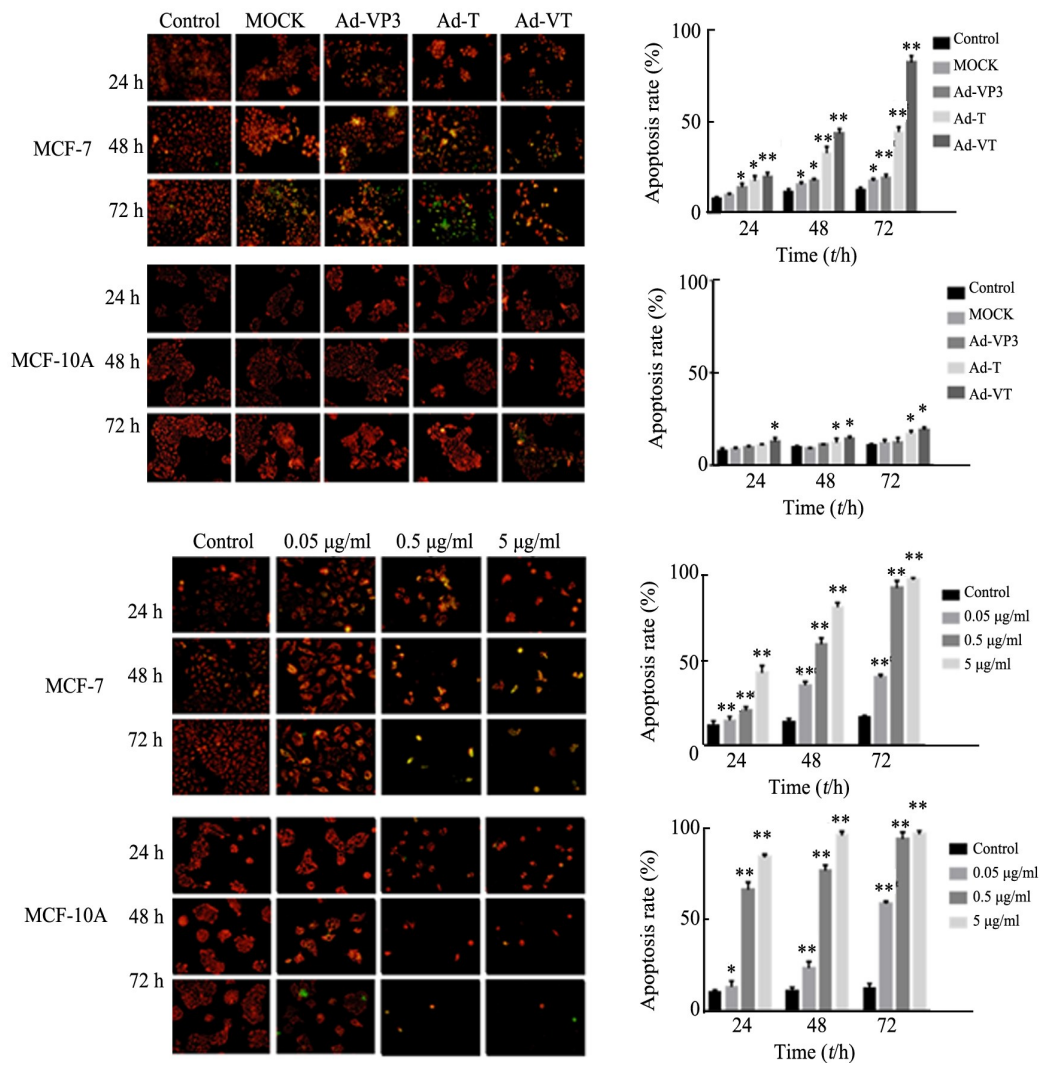 Control MOCK Ad-VP3 Ad-T Ad-VT
24 h
MCF-7 48 h
72 h
24 h
MCF-10A 48 h
72 h
Apoptosis rate (%)
100
50
0
** ** ** ** ** * * * * * *
24 48 72
Time (t/h)
Control
MOCK
Ad-VP3
Ad-T
Ad-VT
Apoptosis rate (%)
100
50
0
* * * * *
24 48 72
Time (t/h)
Control
MOCK
Ad-VP3
Ad-T
Ad-VT
Control 0.05 μg/ml 0.5 μg/ml 5 μg/ml
24 h
48 h
MCF-7
72 h
24 h
MCF-10A 48 h
72 h
Apoptosis rate (%)
100
50
0
** ** ** ** ** ** ** ** **
24 48 72
Time (t/h)
Control
0.05 μg/ml
0.5 μg/ml
5 μg/ml
Apoptosis rate (%)
100
50
0
* ** ** ** ** ** ** ** **
24 48 72
Time (t/h)
Control
0.05 μg/ml
0.5 μg/ml
5 μg/ml